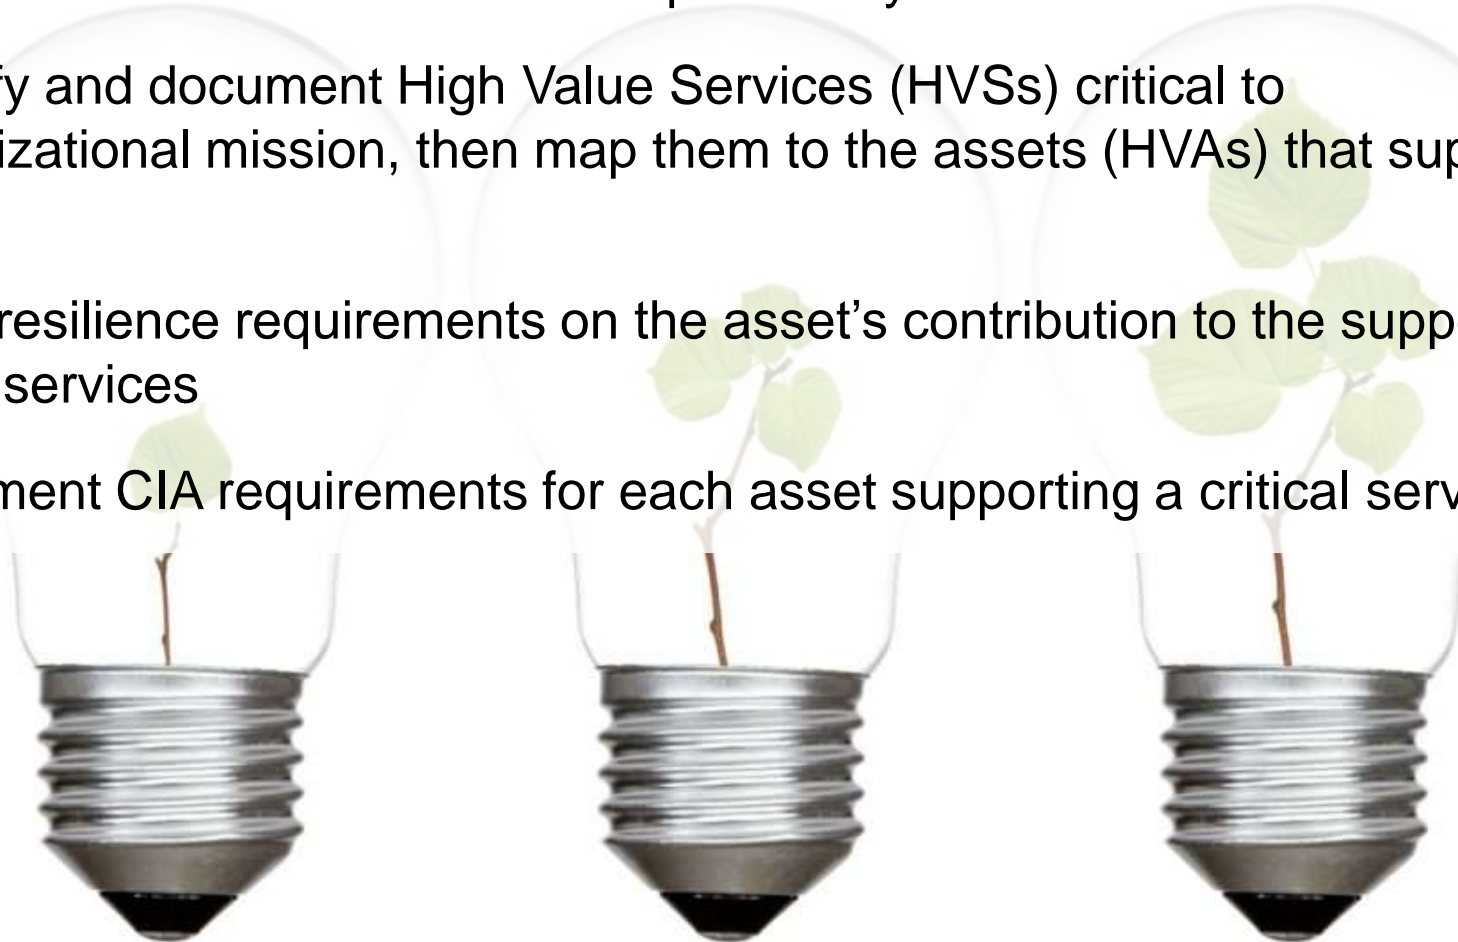 fy and document High Value Services (HVSs) critical to
izational mission, then map them to the assets (HVAs) that sup
resilience requirements on the asset’s contribution to the supp
services
ment CIA requirements for each asset supporting a critical serv